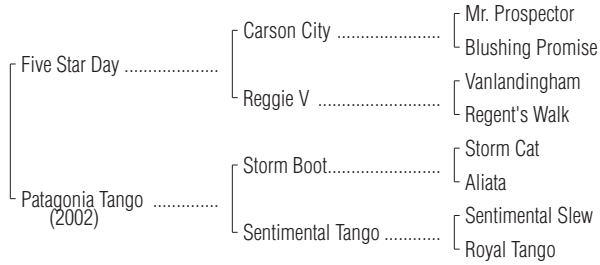 Mr. Prospector
Carson City ......................
Blushing Promise
Five Star Day ....................
Vanlandingham
Reggie V ..........................
Regent's Walk
Storm Cat
Storm Boot........................
Aliata
Patagonia Tango ..............
(2002)
Sentimental Slew
Sentimental Tango ............
Royal Tango